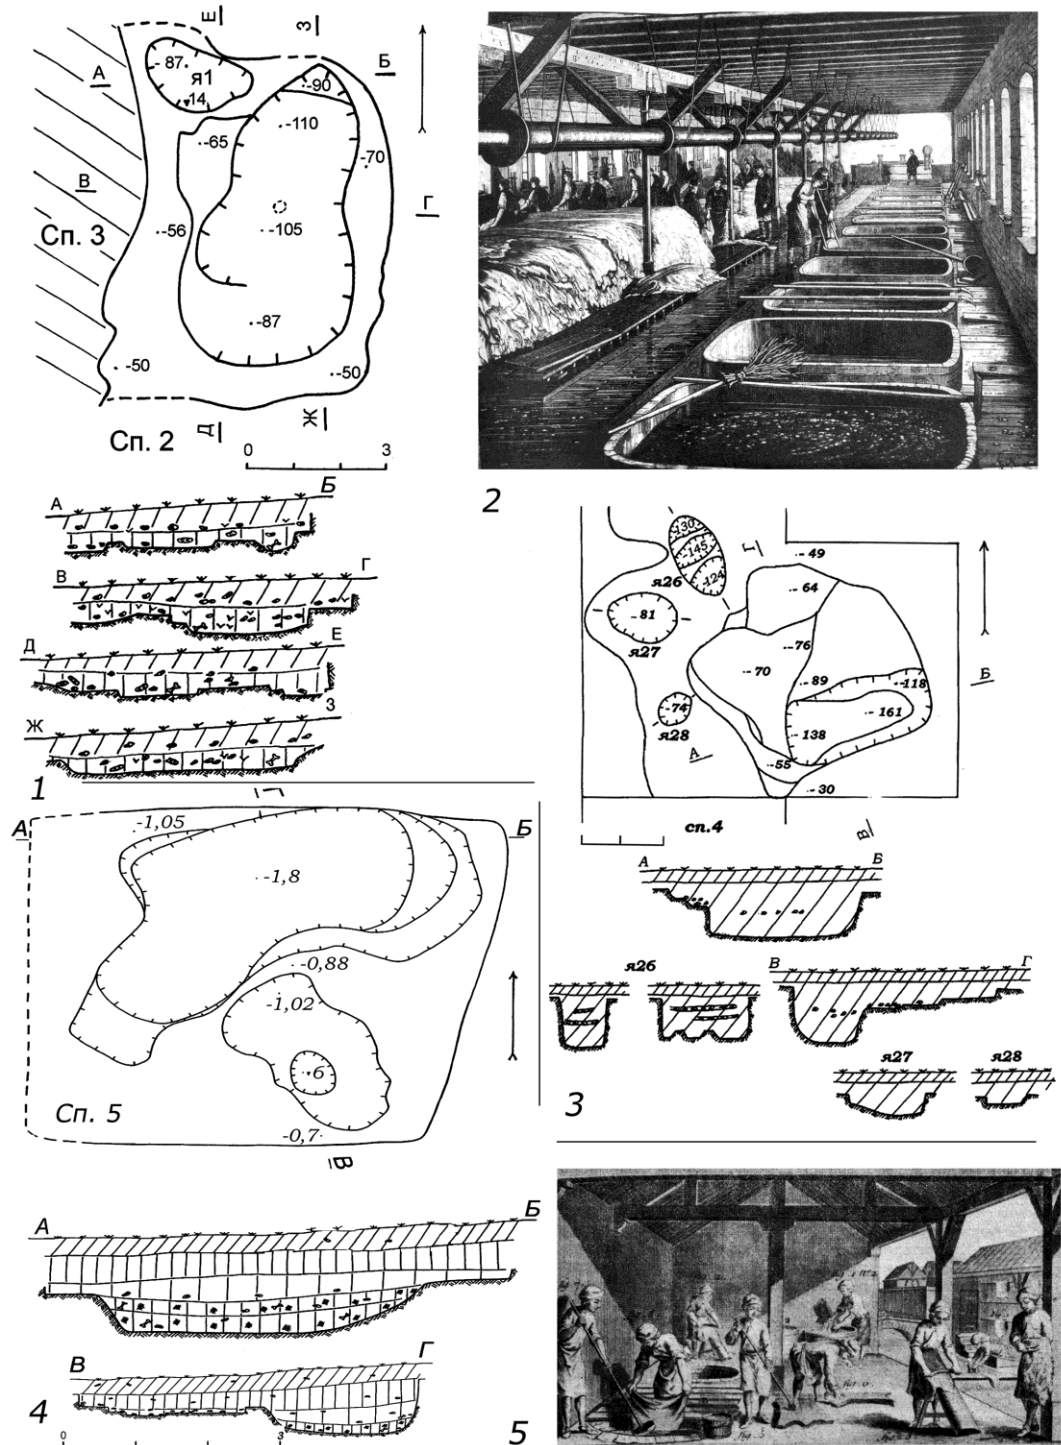 Е
З
А
Б
-87
я1
14
-90
-110
-65
-70
В
Г
Сп. 3
-56
-105
-87
-50
-50
Д
Ж
Сп. 2
0
3
А
Б
В
Г
Д
Е
Ж
З
1
2
-130
-145
-124
Г
-49
я26
-64
-81
я27
-76
-70
-89
-118
Б
-74
-161
я28
-138
А
-55
-30
сп.4
В
А
Б
я26
В
Г
я27
я28
3
Г
А
Б
-1,05
-1,8
-0,88
-1,02
6
Сп. 5
-0,7
В
А
Б
В
Г
4
0
3
5